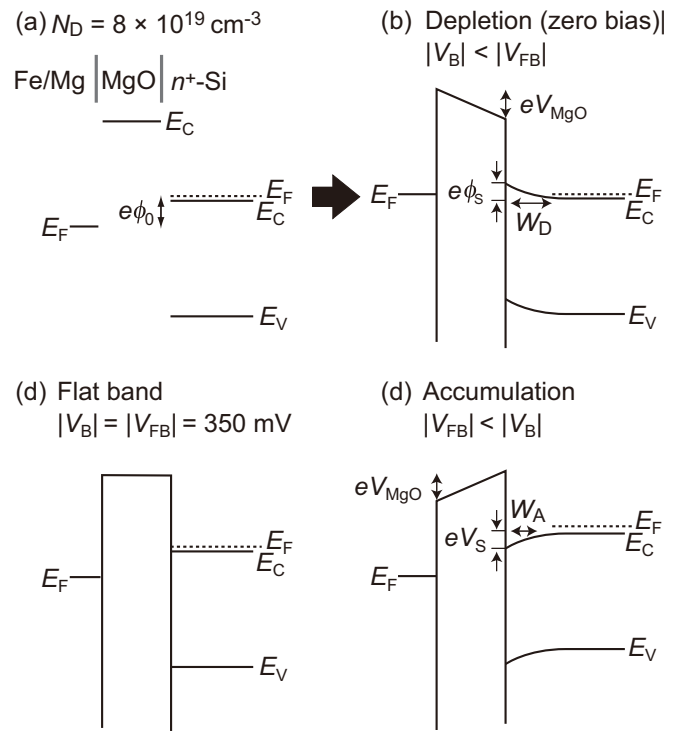 (a) N_D = 8 × 10^19 cm^-3
Fe/Mg MgO n^+-Si
E_C
eϕ_0
E_F
E_C
E_F
E_V
(b) Depletion (zero bias)|
|V_B| < |V_FB|
eV_MgO
E_F
eϕ_s
E_F
E_C
W_D
E_V
(d) Flat band
|V_B| = |V_FB| = 350 mV
E_F
E_C
E_F
E_V
(d) Accumulation
|V_FB| < |V_B|
eV_MgO
W_A
E_F
eV_S
E_C
E_F
E_V